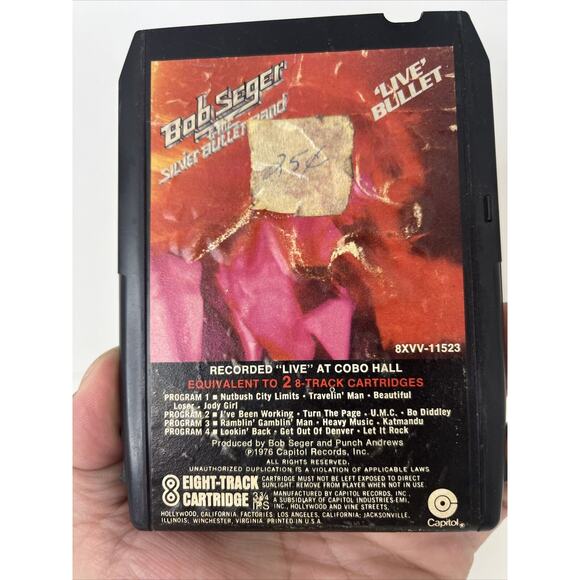 Bob Seger
& THE
SILVER BULLET Band
'LIVE'
BULLET
25¢
8XVV-11523
RECORDED "LIVE" AT COBO HALL
EQUIVALENT TO 2 8-TRACK CARTRIDGES
PROGRAM 1 ■ Nutbush City Limits • Travelin' Man • Beautiful
Loser • Jody Girl
PROGRAM 2 ■ I've Been Working • Turn The Page • U.M.C. • Bo Diddley
PROGRAM 3 ■ Ramblin' Gamblin' Man • Heavy Music • Katmandu
PROGRAM 4 ■ Lookin' Back • Get Out Of Denver • Let It Rock
Produced by Bob Seger and Punch Andrews
℗1976 Capitol Records, Inc.
ALL RIGHTS RESERVED.
UNAUTHORIZED DUPLICATION IS A VIOLATION OF APPLICABLE LAWS
8 EIGHT-TRACK
CARTRIDGE 3¾ IPS
CARTRIDGE MUST NOT BE LEFT EXPOSED TO DIRECT
SUNLIGHT. REMOVE FROM PLAYER WHEN NOT IN USE.
MANUFACTURED BY CAPITOL RECORDS, INC.,
A SUBSIDIARY OF CAPITOL INDUSTRIES-EMI,
INC., HOLLYWOOD AND VINE STREETS,
HOLLYWOOD, CALIFORNIA. FACTORIES: LOS ANGELES, CALIFORNIA; JACKSONVILLE,
ILLINOIS; WINCHESTER, VIRGINIA. PRINTED IN U.S.A.
Capitol®